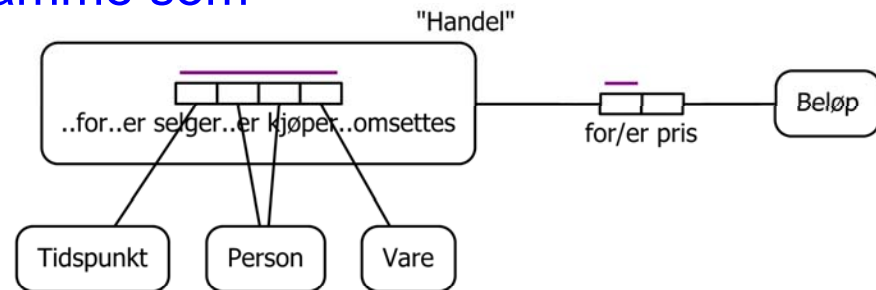 "Handel"
..for..er selger..er kjøper..omsettes
for/er pris
Beløp
Tidspunkt
Person
Vare